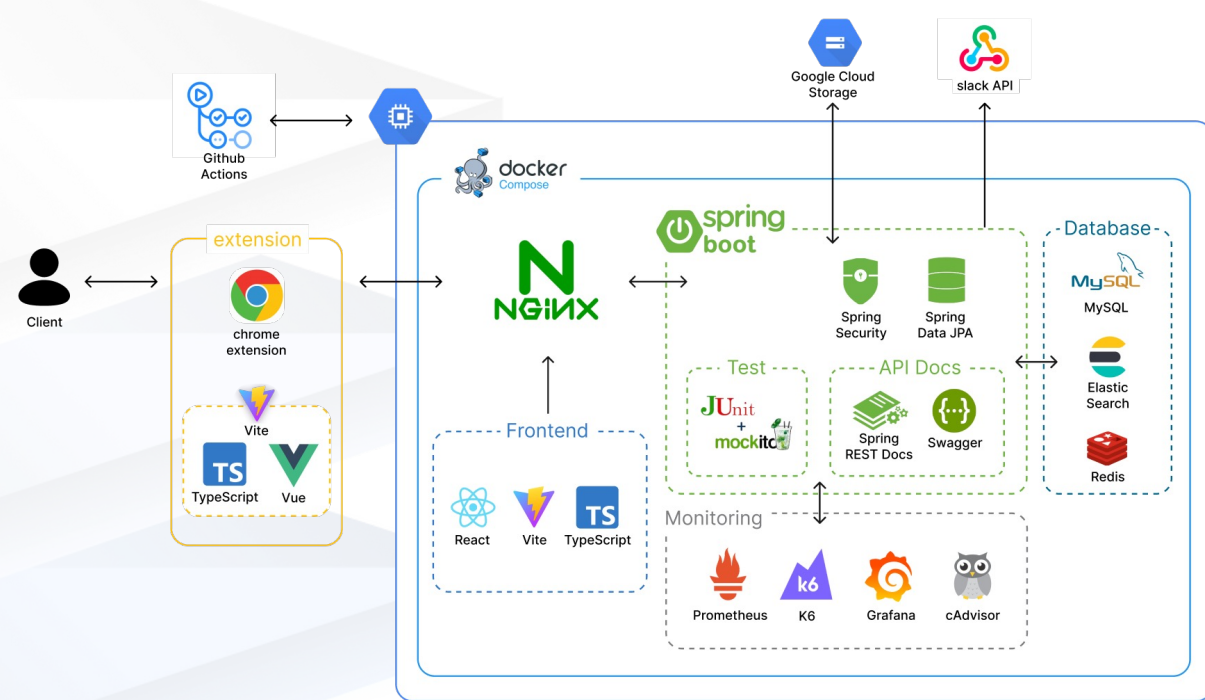 Google Cloud
Storage
slack API
Github
Actions
docker
Compose
extension
spring
boot
Database
MySQL
MySQL
NGiNX
Client
chrome
extension
Spring
Security
Spring
Data JPA
Elastic
Search
Test
API Docs
JUnit
+
mockito
Spring
REST Docs
Swagger
Redis
Vite
TS
TypeScript
Vue
Frontend
TS
React
Vite
TypeScript
Monitoring
k6
Prometheus
K6
Grafana
cAdvisor